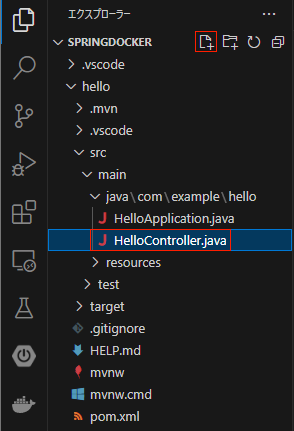 エクスプローラー
SPRINGDOCKER
.vscode
hello
.mvn
.vscode
src
main
java\com\example\hello
HelloApplication.java
HelloController.java
resources
test
target
.gitignore
HELP.md
mvnw
mvnw.cmd
pom.xml